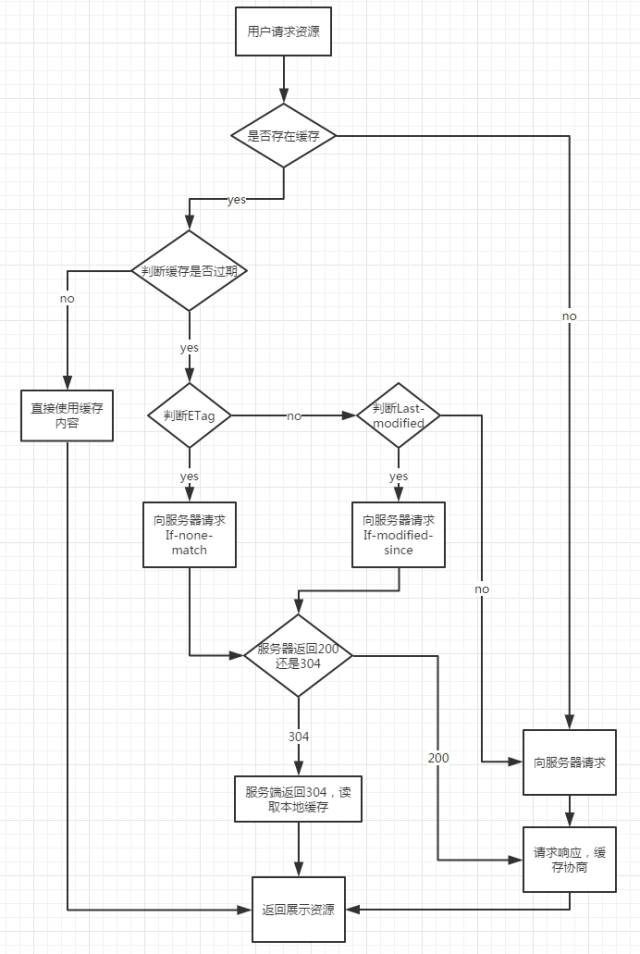 用户请求资源
是否存在缓存
yes
判断缓存是否过期
no
no
yes
直接使用缓存
内容
判断ETag
no
判断Last-
modified
yes
yes
向服务器请求
If-none-
match
向服务器请求
If-modified-
since
no
服务器返回200
还是304
304
200
向服务器请求
服务端返回304，读
取本地缓存
请求响应，缓
存协商
返回展示资源